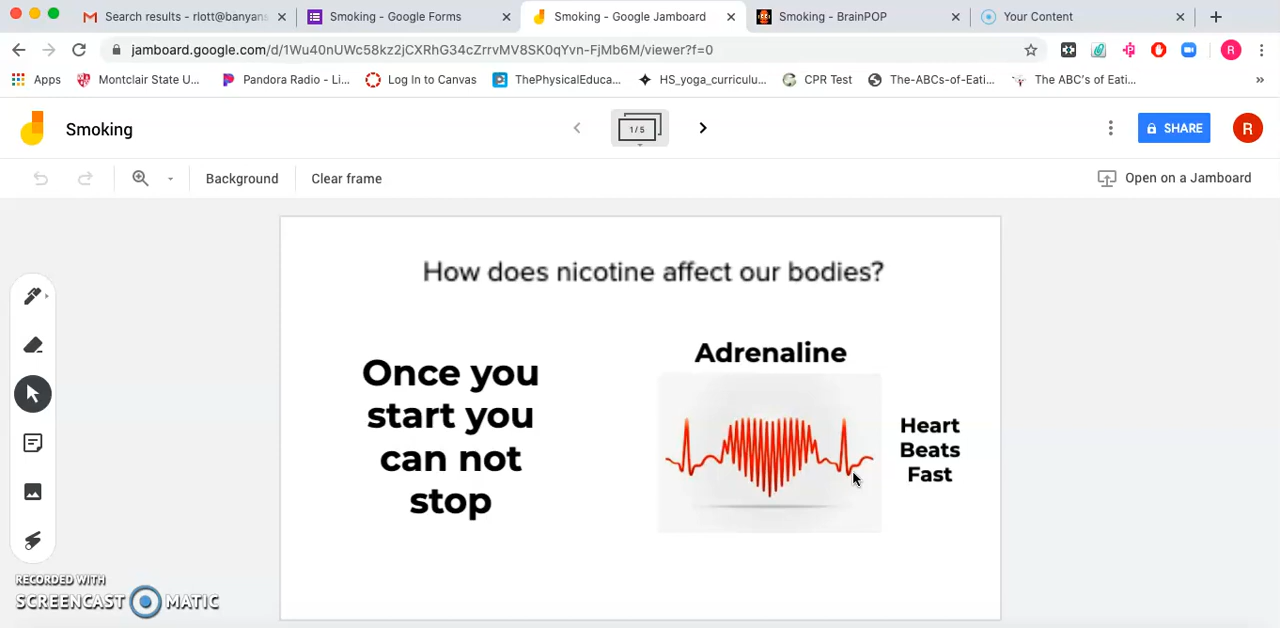 Search results - rlott@banyans
Smoking - Google Forms
Smoking - Google Jamboard
Smoking - BrainPOP
Your Content
jamboard.google.com/d/1Wu40nUWc58kz2jCXRhG34cZrrvMV8SK0qYvn-FjMb6M/viewer?f=0
R
Apps
Montclair State U...
Pandora Radio - Li...
Log In to Canvas
ThePhysicalEduca...
HS_yoga_curriculu...
CPR Test
The-ABCs-of-Eati...
The ABC's of Eati...
»
Smoking
1/5
SHARE
R
Background
Clear frame
Open on a Jamboard
How does nicotine affect our bodies?
Once you
start you
can not
stop
Adrenaline
Heart
Beats
Fast
RECORDED WITH
SCREENCAST MATIC